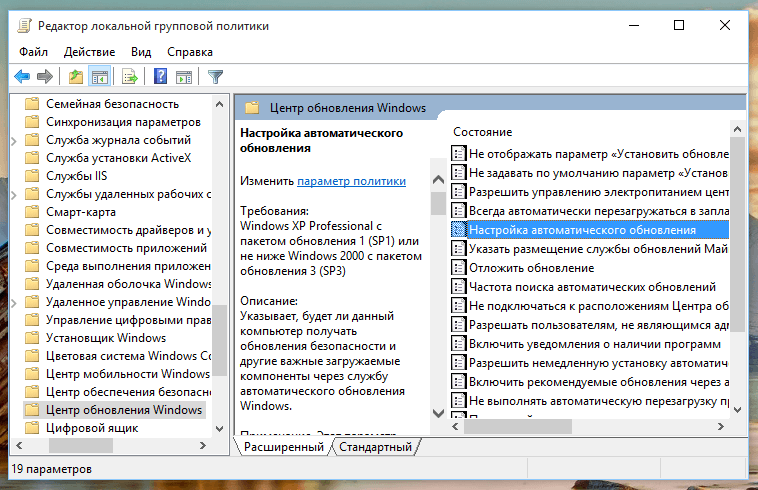 Редактор локальной групповой политики
Файл Действие Вид Справка
Семейная безопасность
Синхронизация параметров
Служба журнала событий
Служба установки ActiveX
Службы IIS
Службы удаленных рабочих с
Смарт-карта
Совместимость драйверов и у
Совместимость приложений
Среда выполнения приложен
Удаленная оболочка Window
Удаленное управление Windo
Управление цифровыми прав
Установщик Windows
Цветовая система Windows Co
Центр мобильности Windows
Центр обеспечения безопасн
Центр обновления Windows
Цифровой ящик
Центр обновления Windows
Настройка автоматического
обновления
Изменить параметр политики
Требования:
Windows XP Professional с
пакетом обновления 1 (SP1) или
не ниже Windows 2000 с пакетом
обновления 3 (SP3)
Описание:
Указывает, будет ли данный
компьютер получать
обновления безопасности и
другие важные загружаемые
компоненты через службу
автоматического обновления
Windows.
Состояние
Не отображать параметр «Установить обновле
Не задавать по умолчанию параметр «Установи
Разрешить управлению электропитанием цент
Всегда автоматически перезагружаться в запла
Настройка автоматического обновления
Указать размещение службы обновлений Май
Отложить обновление
Частота поиска автоматических обновлений
Не подключаться к расположениям Центра об
Разрешать пользователям, не являющимся адм
Включить уведомления о наличии программ
Разрешить немедленную установку автоматич
Включить рекомендуемые обновления через а
Не выполнять автоматическую перезагрузку пр
Расширенный Стандартный
19 параметров